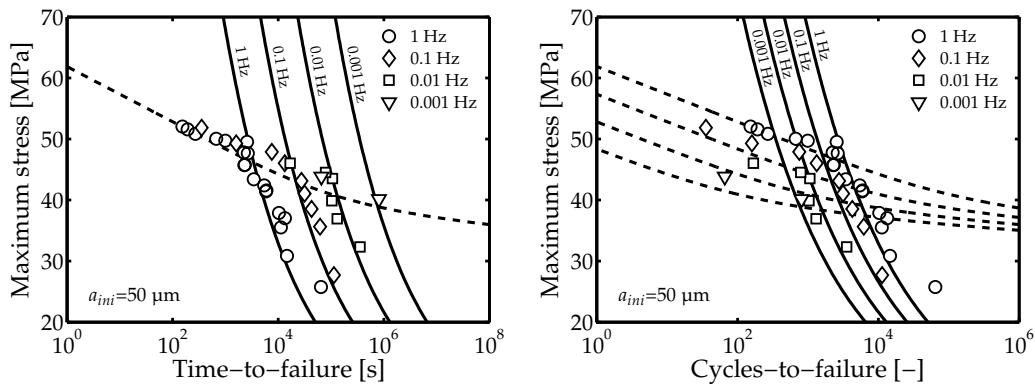 70
60
50
40
30
20
Maximum stress [MPa]
1 Hz
0.1 Hz
0.01 Hz
0.001 Hz
1 Hz
0.1 Hz
0.01 Hz
0.001 Hz
a_ini=50 μm
10^0
10^2
10^4
10^6
10^8
Time−to−failure [s]
70
60
50
40
30
20
Maximum stress [MPa]
0.001 Hz
0.01 Hz
0.1 Hz
1 Hz
1 Hz
0.1 Hz
0.01 Hz
0.001 Hz
a_ini=50 μm
10^0
10^2
10^4
10^6
Cycles−to−failure [−]